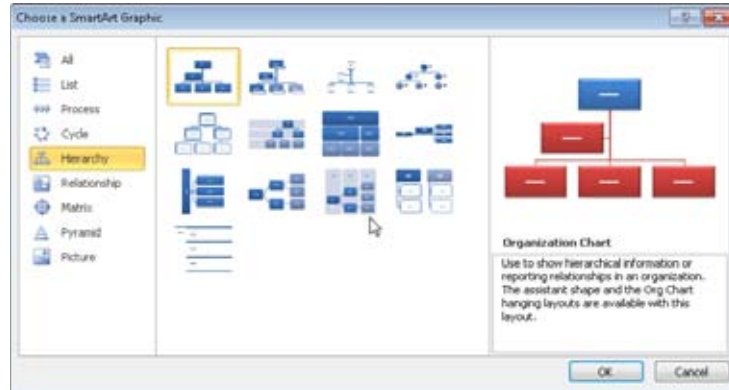 Choose a SmartArt Graphic
All
List
Process
Cycle
Hierarchy
Relationship
Matrix
Pyramid
Picture
Organization Chart
Use to show hierarchical information or
reporting relationships in an organization.
The assistant shape and the Org Chart
hanging layouts are available with this
layout.
OK
Cancel